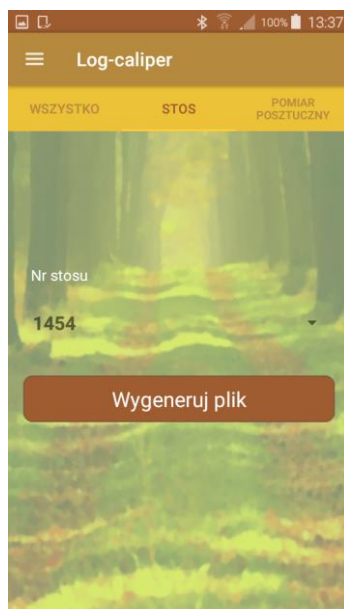 100% 13:37
Log-caliper
WSZYSTKO STOS POMIAR
POSZTUCZNY
Nr stosu
1454
Wygeneruj plik